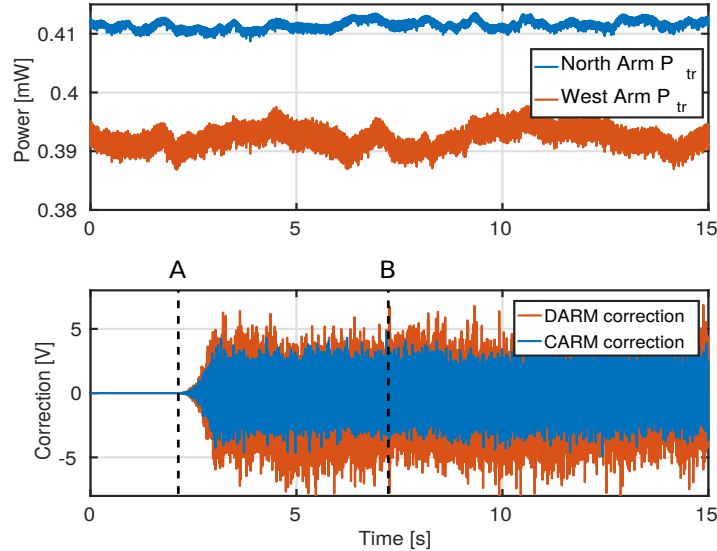 0.41
0.4
0.39
0.38
Power [mW]
North Arm P tr
West Arm P tr
0 5 10 15
A B
5
0
-5
Correction [V]
DARM correction
CARM correction
0 5 10 15
Time [s]